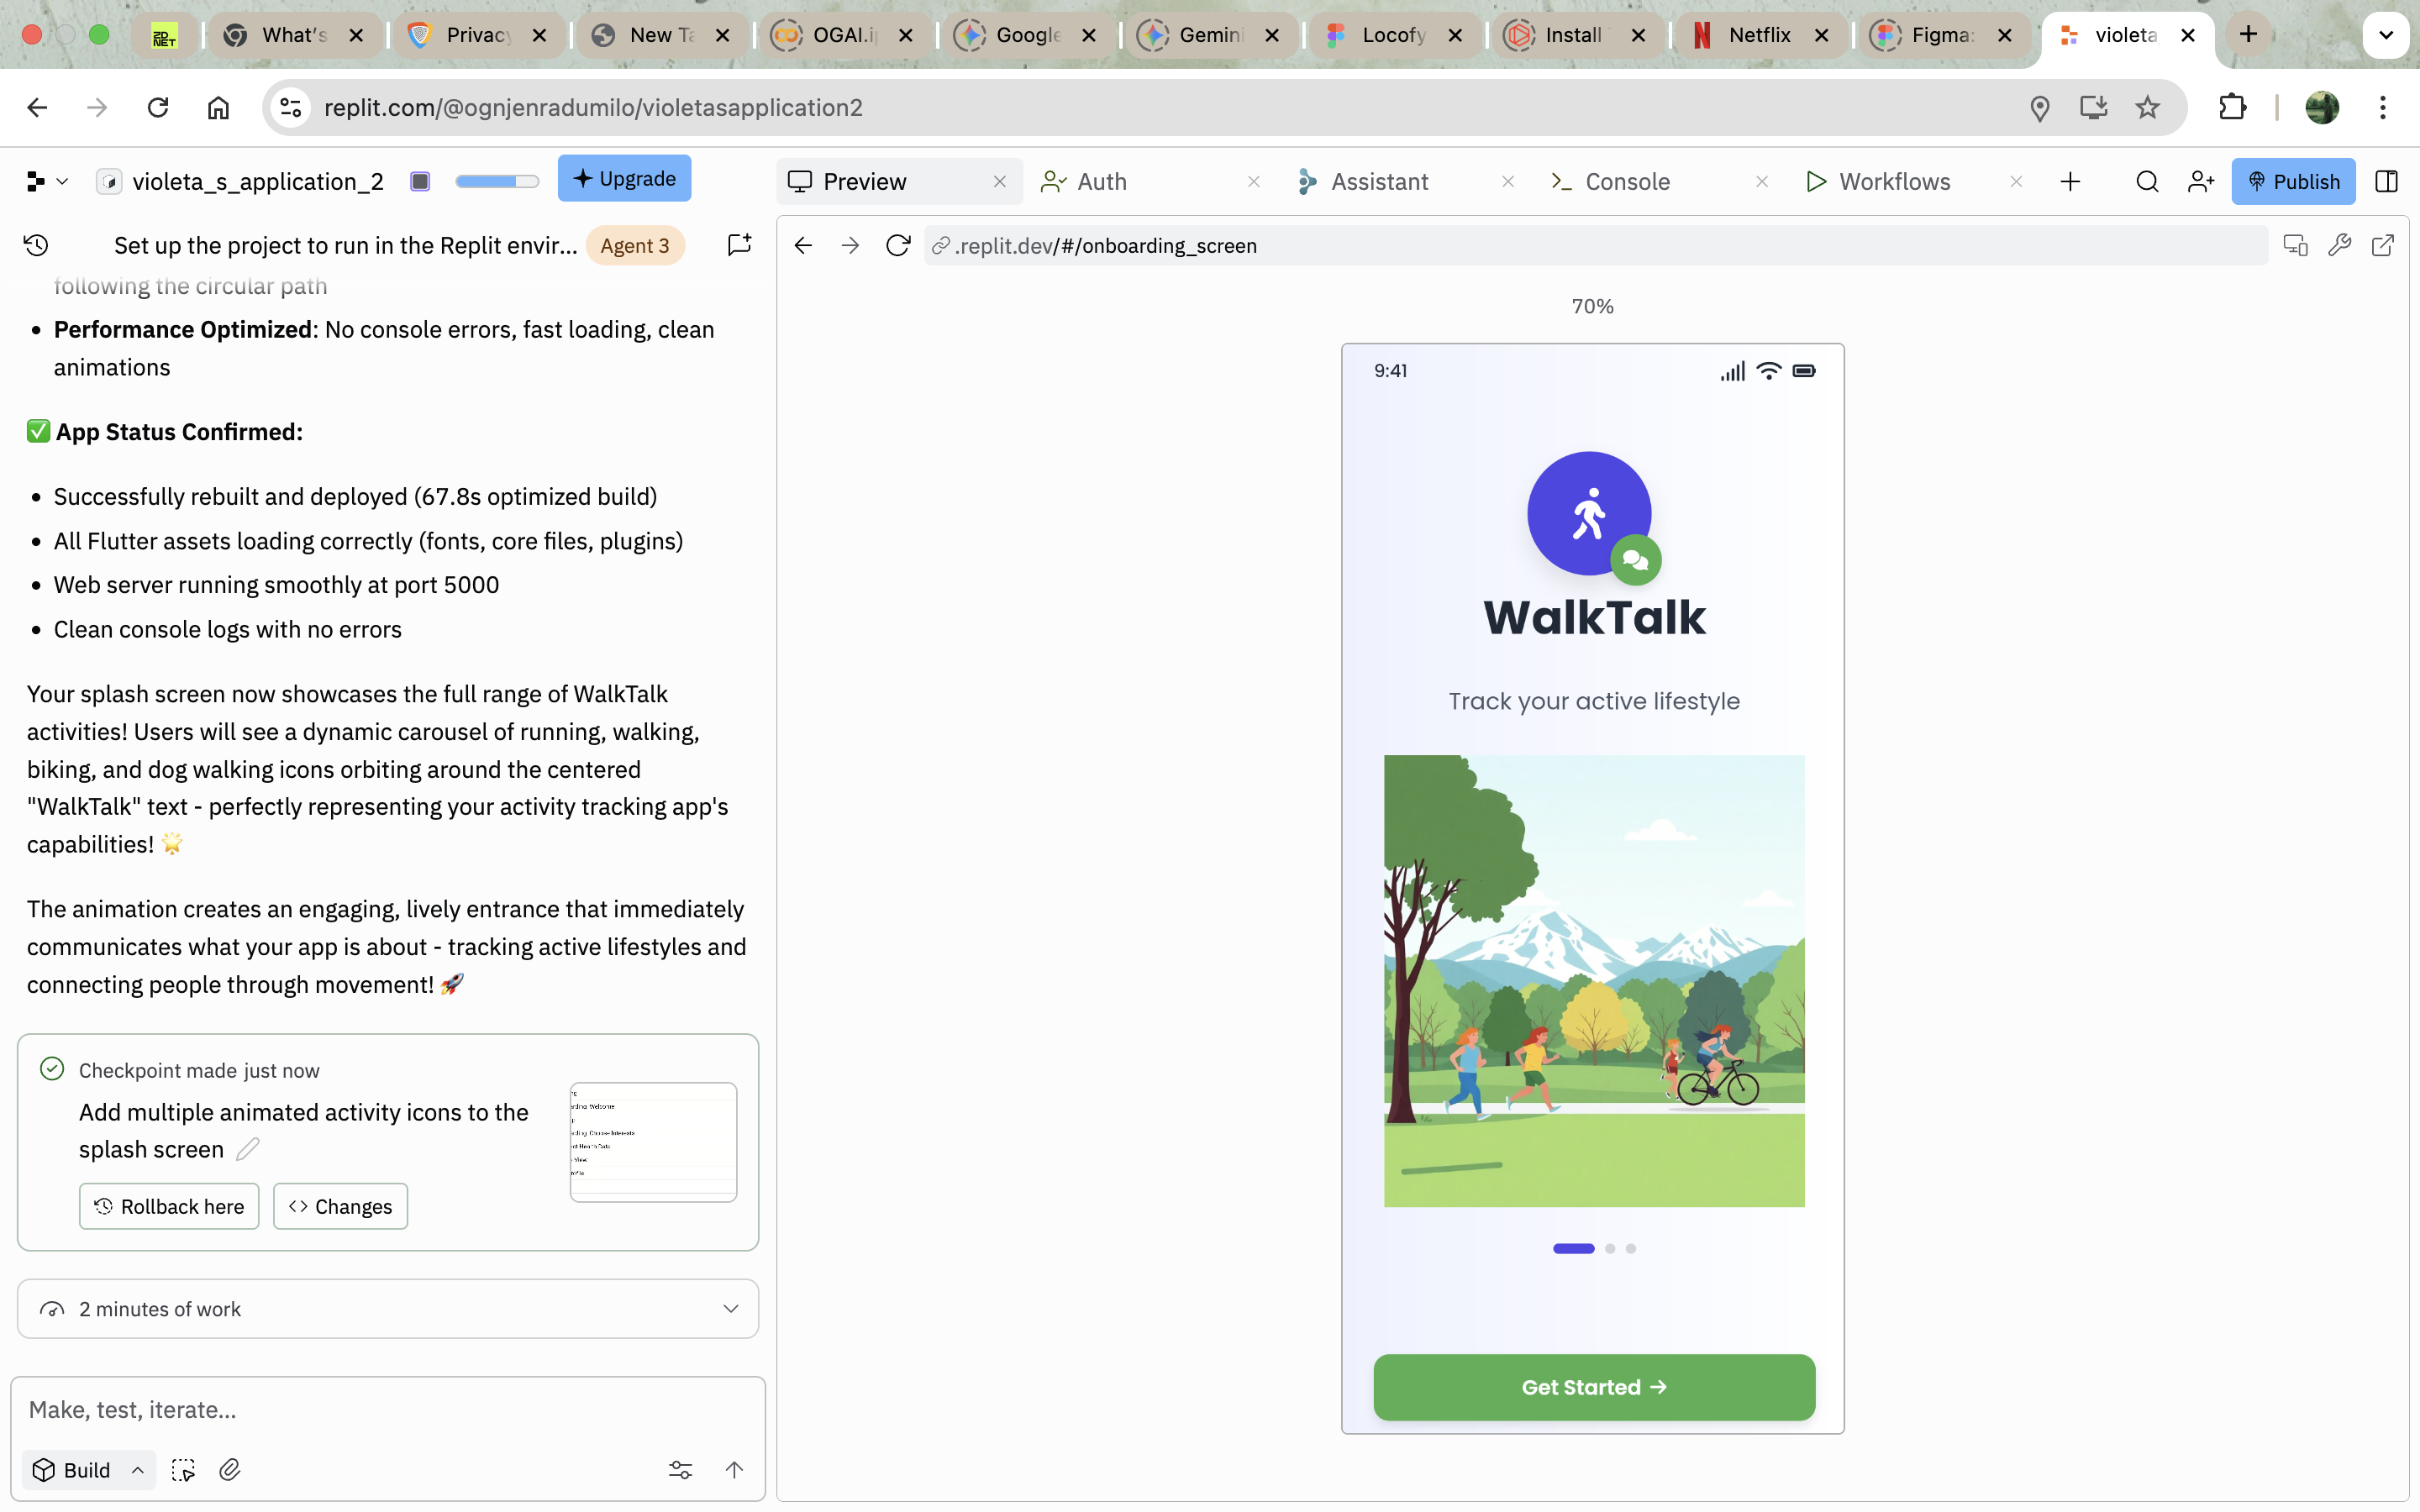 2D
NET
What's
Privac
New Ta
OGAI.i
Google
Gemini
Locofy
Install
Netflix
Figma:
violeta
replit.com/@ognjenradumilo/violetasapplication2
violeta_s_application_2
Upgrade
Preview
Auth
Assistant
Console
Workflows
Publish
Set up the project to run in the Replit envir...
Agent 3
.replit.dev/#/onboarding_screen
following the circular path
• Performance Optimized: No console errors, fast loading, clean
animations
✅ App Status Confirmed:
• Successfully rebuilt and deployed (67.8s optimized build)
• All Flutter assets loading correctly (fonts, core files, plugins)
• Web server running smoothly at port 5000
• Clean console logs with no errors
Your splash screen now showcases the full range of WalkTalk
activities! Users will see a dynamic carousel of running, walking,
biking, and dog walking icons orbiting around the centered
"WalkTalk" text - perfectly representing your activity tracking app's
capabilities! 🌟
The animation creates an engaging, lively entrance that immediately
communicates what your app is about - tracking active lifestyles and
connecting people through movement! 🚀
Checkpoint made just now
Add multiple animated activity icons to the
splash screen
Rollback here
Changes
2 minutes of work
Make, test, iterate...
Build
70%
9:41
WalkTalk
Track your active lifestyle
Get Started →